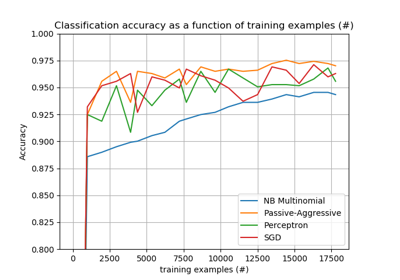 Classification accuracy as a function of training examples (#)
1.000
0.975
0.950
0.925
0.900
0.875
0.850
0.825
0.800
Accuracy
NB Multinomial
Passive-Aggressive
Perceptron
SGD
0 2500 5000 7500 10000 12500 15000 17500
training examples (#)